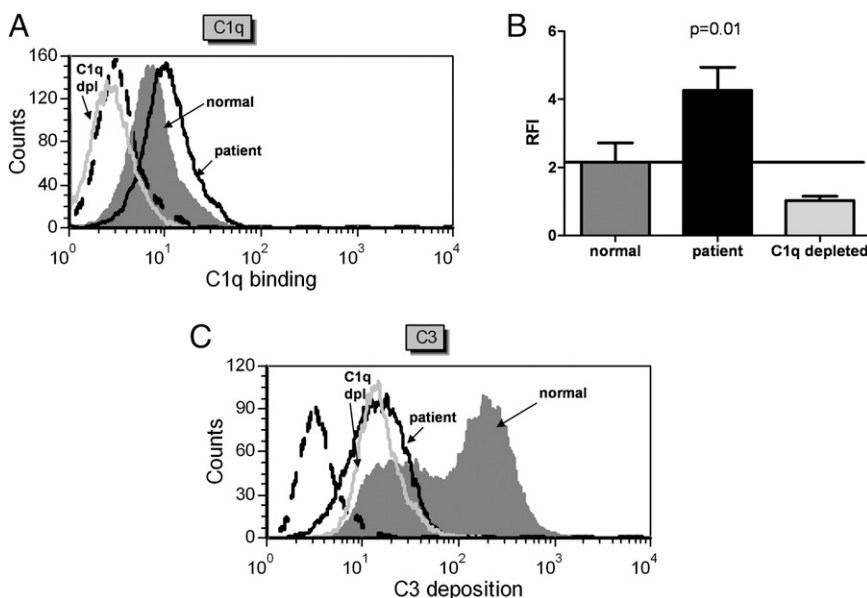 A
C1q
160
120
80
40
0
Counts
C1q
dpl
normal
patient
10^0 10^1 10^2 10^3 10^4
C1q binding
B
p=0.01
6
4
2
0
RFI
normal patient C1q depleted
C
C3
120
90
60
30
0
Counts
C1q
dpl
patient
normal
10^0 10^1 10^2 10^3 10^4
C3 deposition